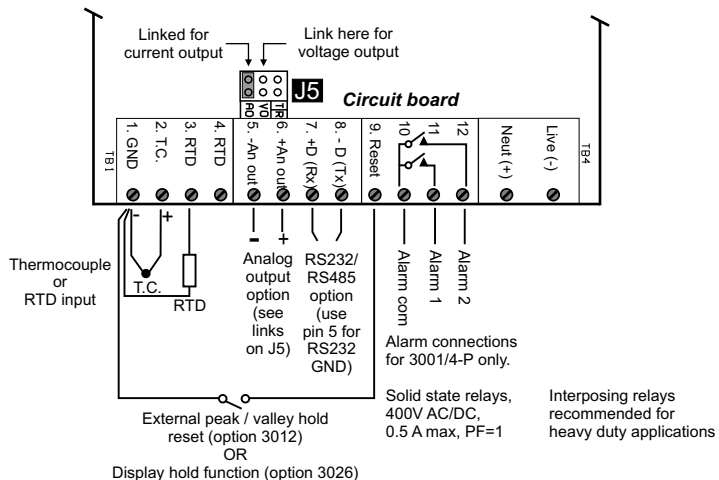 Linked for
current output
Link here for
voltage output
J5
AO
VO
TR
Circuit board
TB1
1. GND
2. T.C.
3. RTD
4. RTD
5. -An out
6. +An out
7. +D (Rx)
8. - D (Tx)
9. Reset
10
11
12
Neut (+)
Live (-)
TB4
- +
- +
Thermocouple
or
RTD input
T.C.
RTD
Analog
output
option
(see
links
on J5)
RS232/
RS485
option
(use
pin 5 for
RS232
GND)
Alarm com
Alarm 1
Alarm 2
Alarm connections
for 3001/4-P only.
Solid state relays,
400V AC/DC,
0.5 A max, PF=1
Interposing relays
recommended for
heavy duty applications
External peak / valley hold
reset (option 3012)
OR
Display hold function (option 3026)